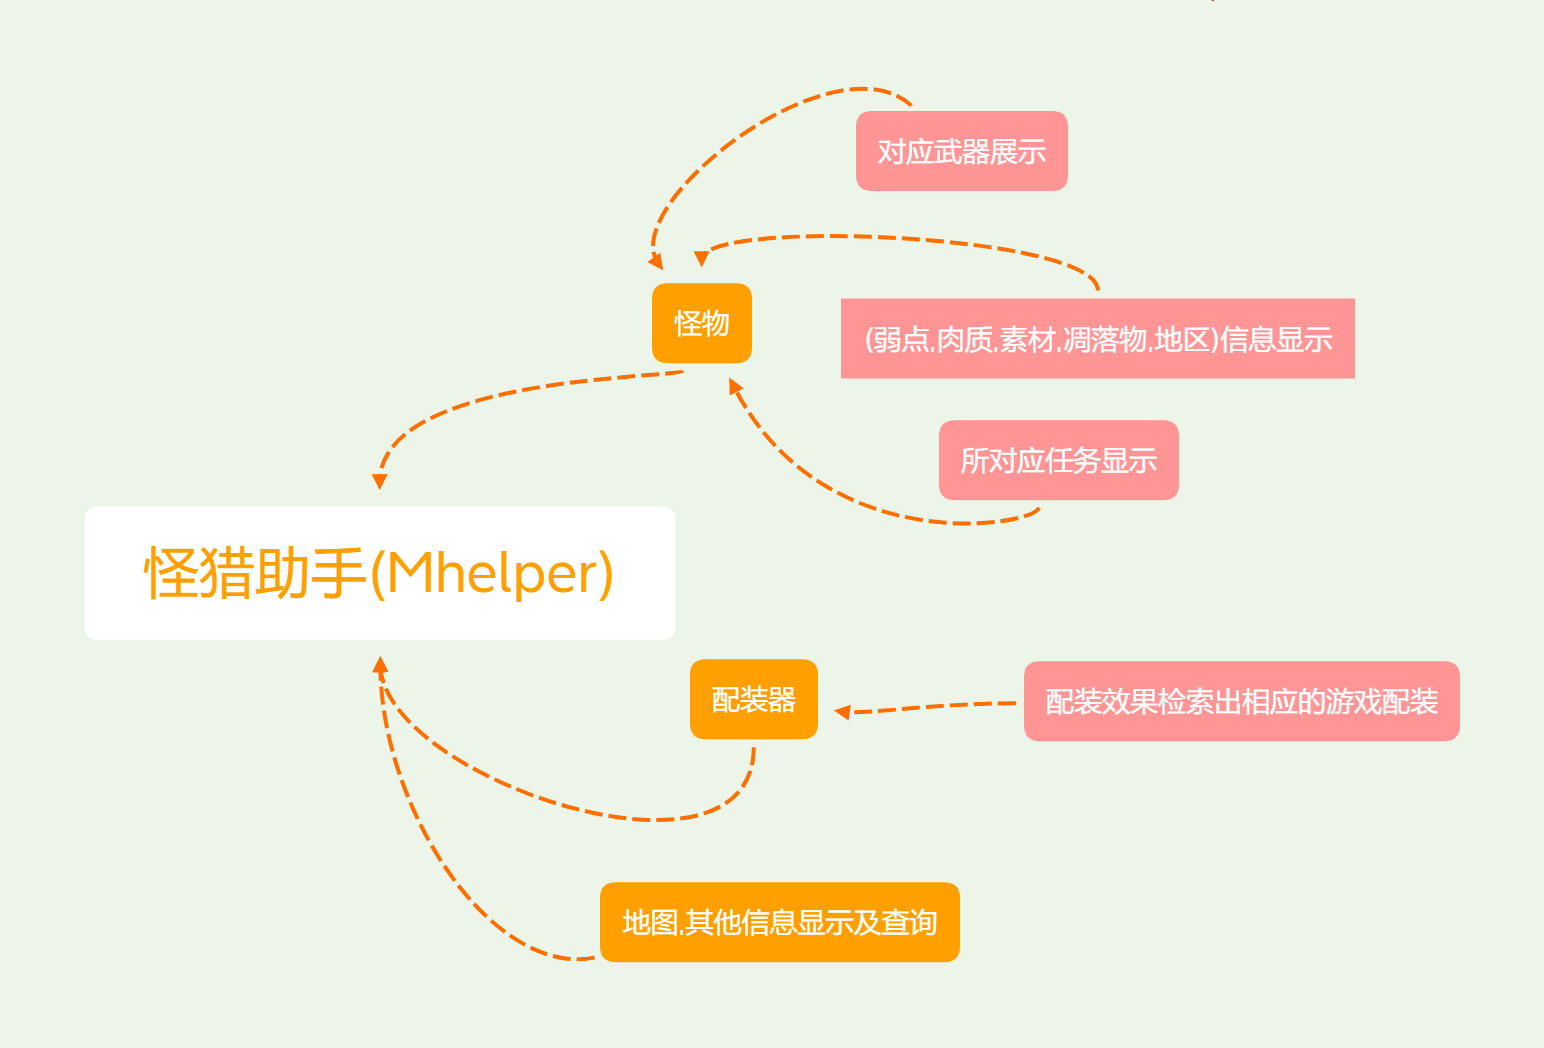 对应武器展示
怪物
(弱点,肉质,素材,凋落物,地区)信息显示
所对应任务显示
怪猎助手(Mhelper)
配装器
配装效果检索出相应的游戏配装
地图,其他信息显示及查询